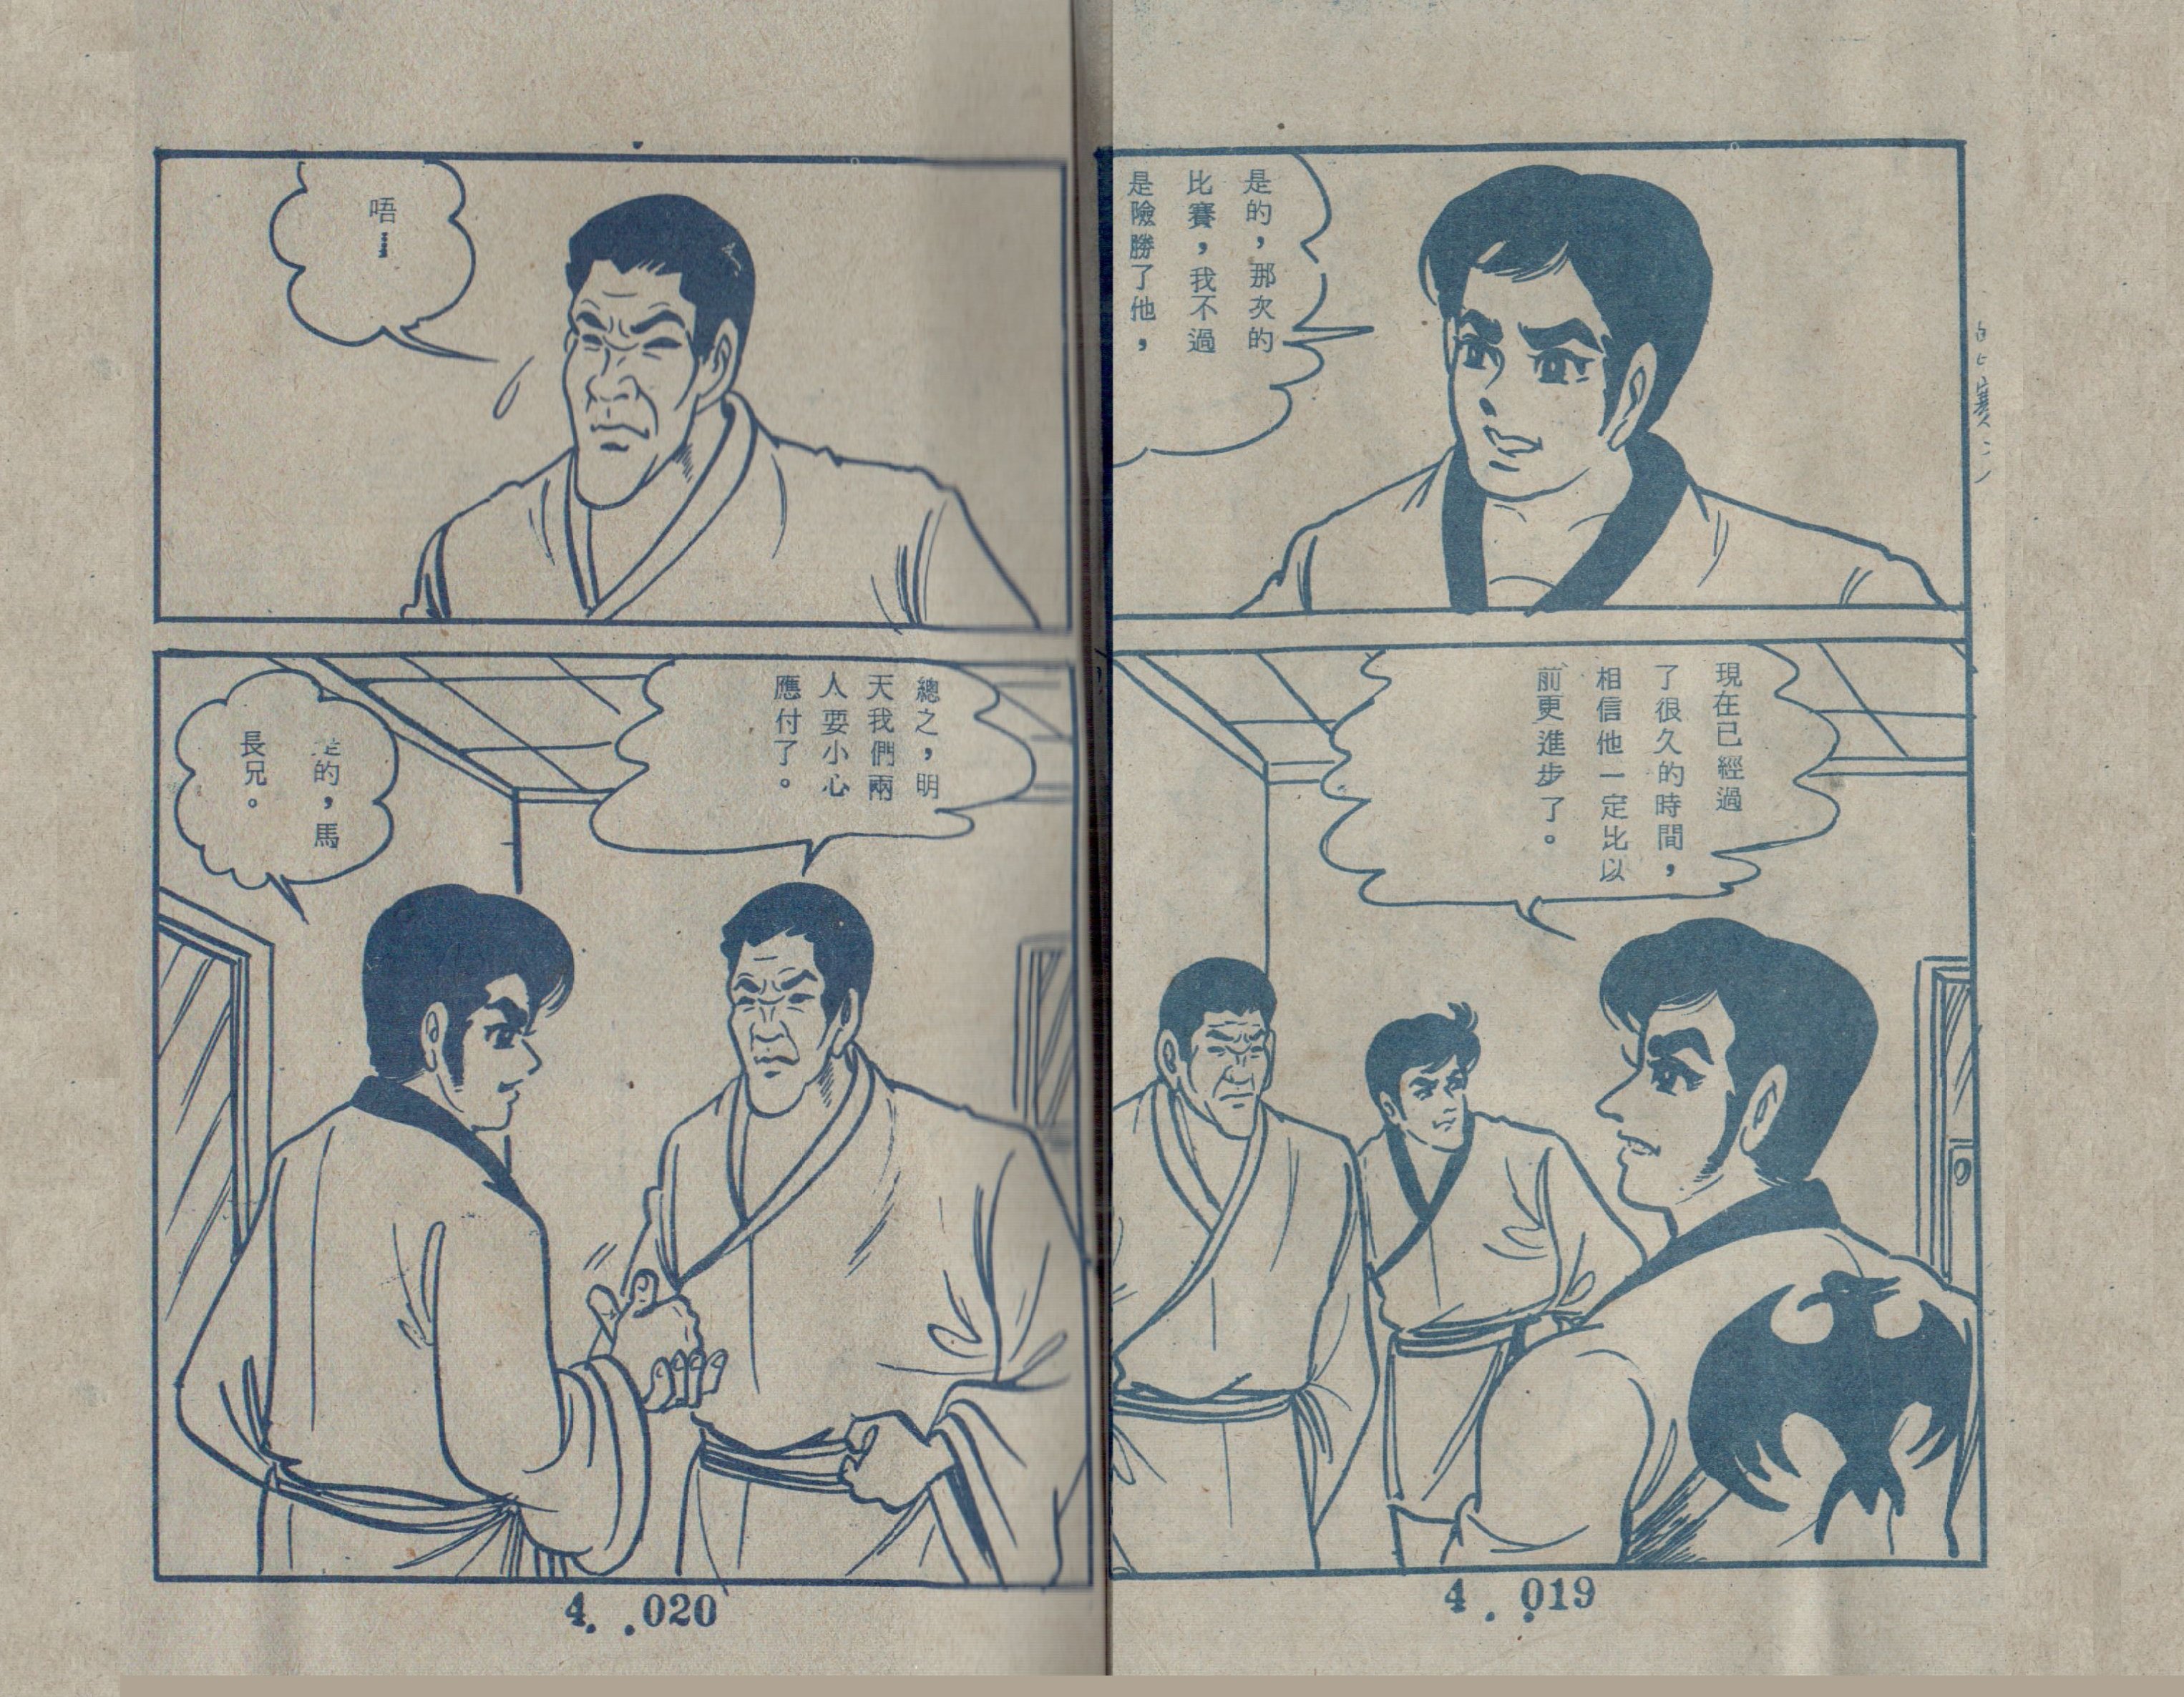 是的，那次的
比賽，我不過
是險勝了他，
現在已經過
了很久的時間，
相信他一定比以
前更進步了。
4.019
唔…
總之，明
天我們兩
人要小心
應付了。
是的，馬
長兄。
4.020